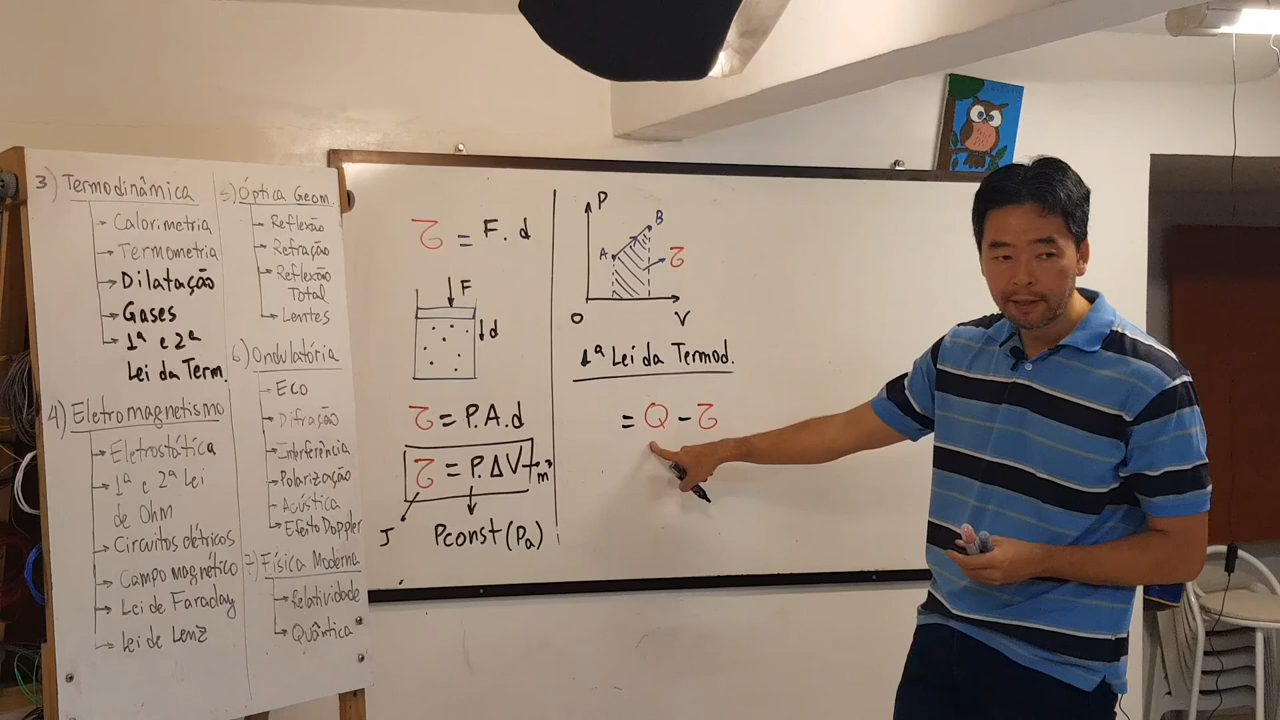 3) Termodinâmica
→ Calorimetria
→ Termometria
→ Dilatação
→ Gases
→ 1ª e 2ª
Lei da Term.
4) Eletromagnetismo
→ Eletrostática
→ 1ª e 2ª Lei
de Ohm
→ Circuitos elétricos
→ Campo magnético
→ Lei de Faraday
→ Lei de Lenz
5) Óptica Geom.
→ Reflexão
→ Refração
→ Reflexão
Total
→ Lentes
6) Ondulatória
→ Eco
→ Difração
→ Interferência
→ Polarização
→ Acústica
→ Efeito Doppler
7) Física Moderna
→ Relatividade
→ Quântica
τ = F. d
F
d
τ = P. A. d
τ = P. ΔV → m³
J
Pconst (Pa)
P
B
A
τ
0
V
1ª Lei da Termod.
= Q - τ